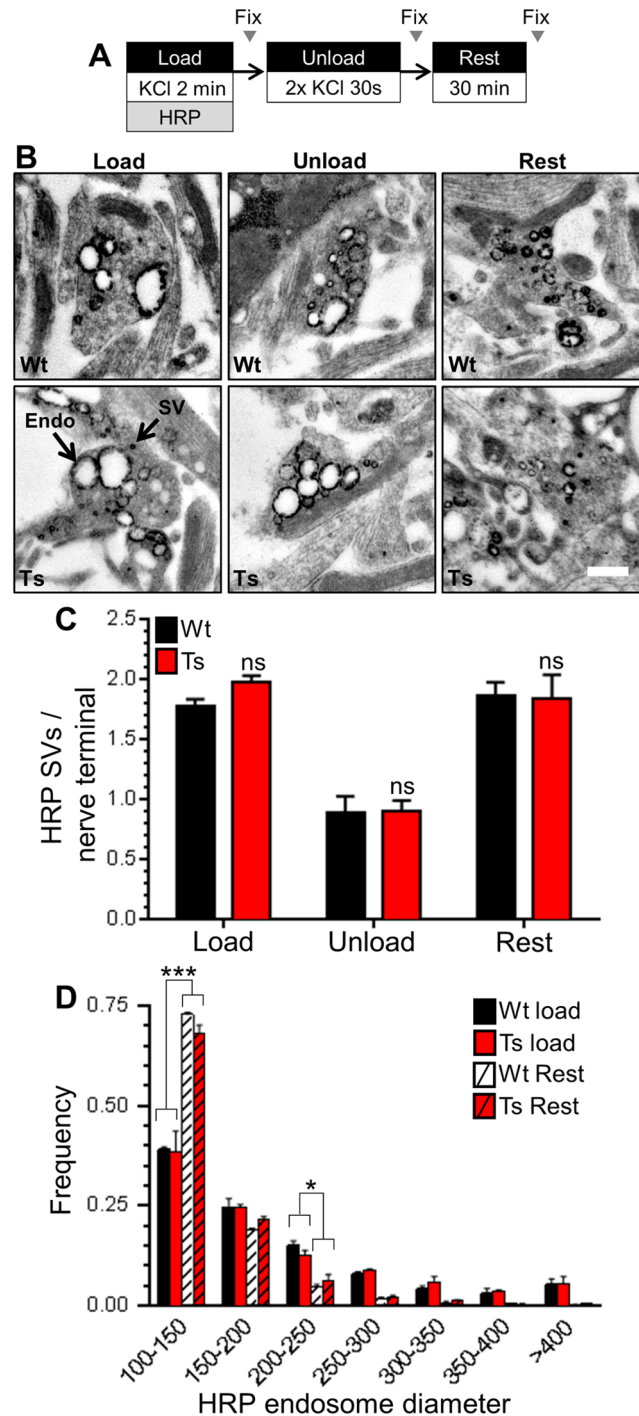 A
Fix Fix Fix
Load Unload Rest
KCl 2 min 2x KCl 30s 30 min
HRP
B
Load Unload Rest
Wt Wt Wt
Endo SV
Ts Ts Ts
C
Wt
Ts
HRP SVs /
nerve terminal
2.5
2.0
1.5
1.0
0.5
0.0
ns ns ns
Load Unload Rest
D
Wt load
Ts load
Wt Rest
Ts Rest
Frequency
0.75
0.50
0.25
0.00
*** *
100-150 150-200 200-250 250-300 300-350 350-400 >400
HRP endosome diameter